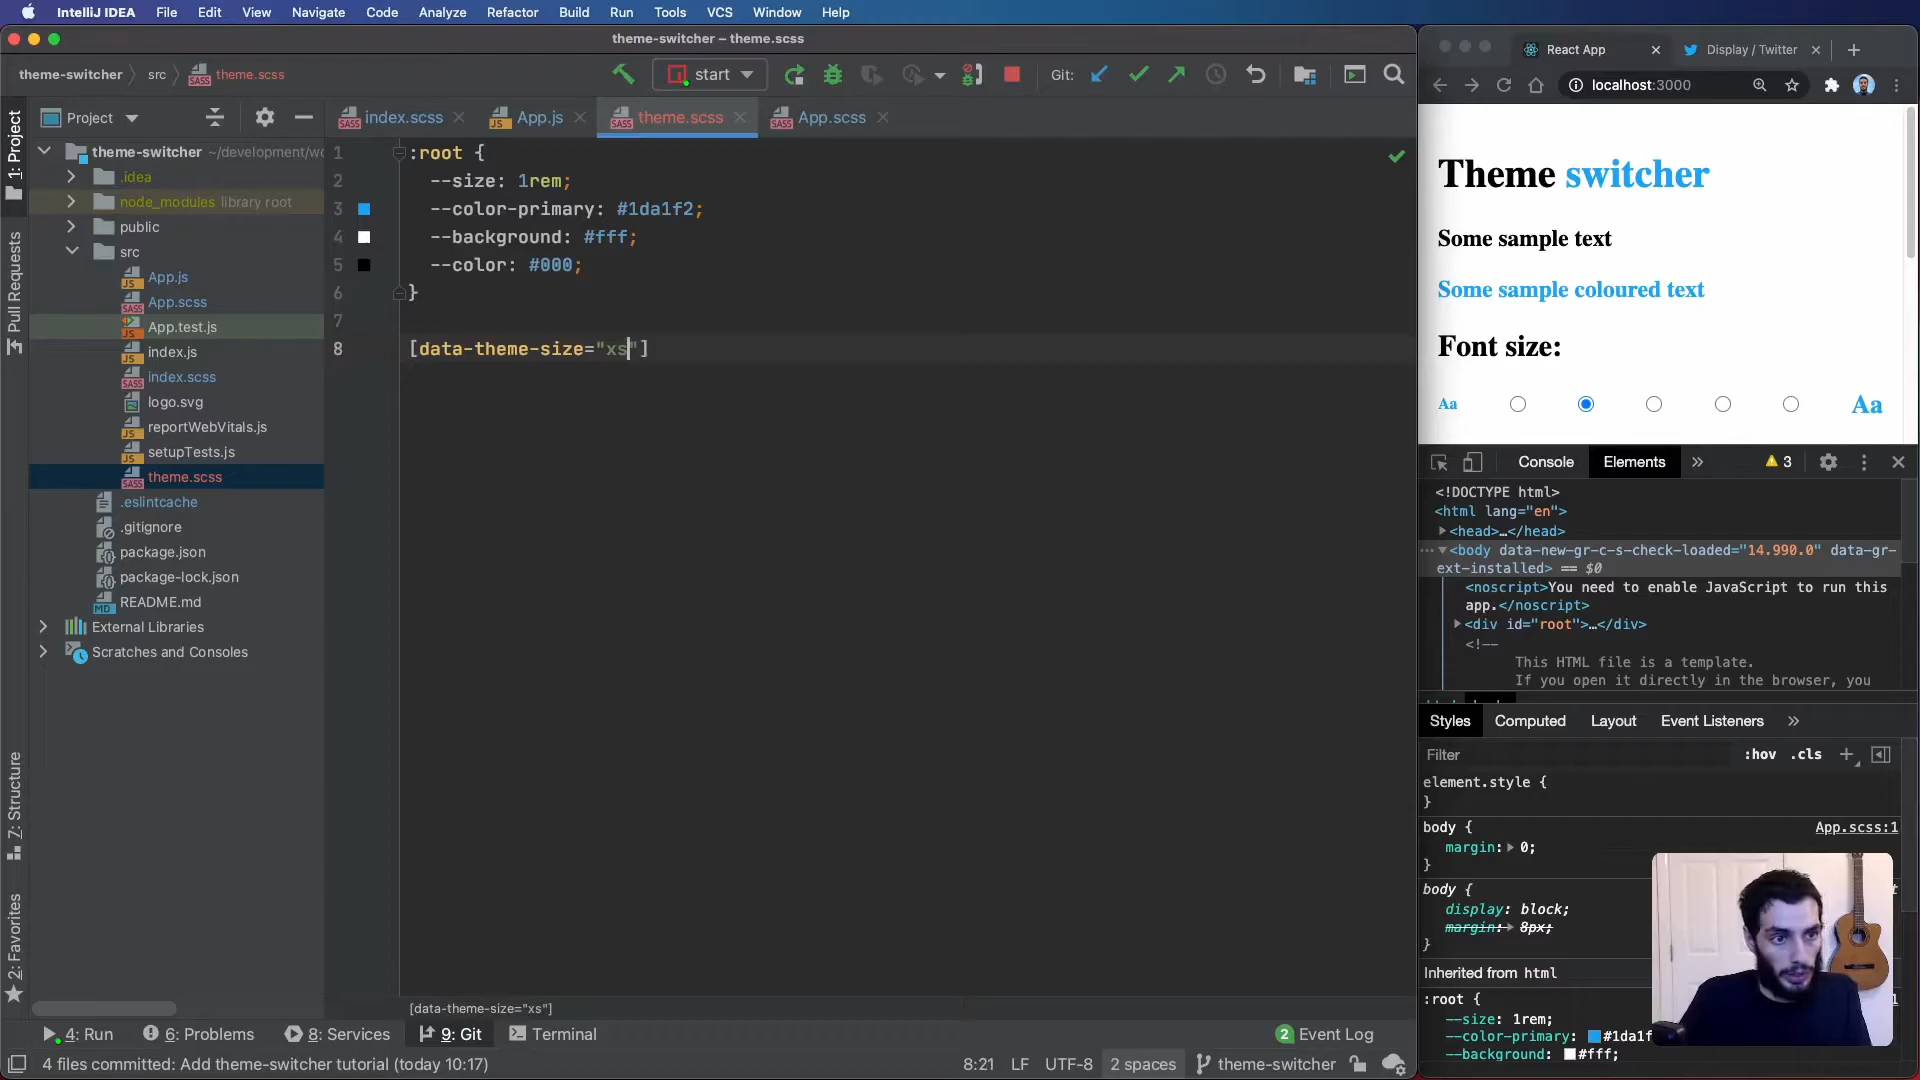 IntelliJ IDEA File Edit View Navigate Code Analyze Refactor Build Run Tools VCS Window Help
theme-switcher – theme.scss
theme-switcher src theme.scss
start
Git:
1: Project
Pull Requests
7: Structure
2: Favorites
Project
index.scss
App.js
theme.scss
App.scss
theme-switcher ~/development/wo
.idea
node_modules library root
public
src
App.js
App.scss
App.test.js
index.js
index.scss
logo.svg
reportWebVitals.js
setupTests.js
theme.scss
.eslintcache
.gitignore
package.json
package-lock.json
README.md
External Libraries
Scratches and Consoles
1 :root {
2 --size: 1rem;
3 --color-primary: #1da1f2;
4 --background: #fff;
5 --color: #000;
6 }
7
8 [data-theme-size="xs"]
[data-theme-size="xs"]
4: Run 6: Problems 8: Services 9: Git Terminal
2 Event Log
4 files committed: Add theme-switcher tutorial (today 10:17)
8:21 LF UTF-8 2 spaces theme-switcher
React App
Display / Twitter
localhost:3000
Theme switcher
Some sample text
Some sample coloured text
Font size:
Aa Aa
Console Elements » 3
<!DOCTYPE html>
<html lang="en">
<head>…</head>
<body data-new-gr-c-s-check-loaded="14.990.0" data-gr-
ext-installed> == $0
<noscript>You need to enable JavaScript to run this
app.</noscript>
<div id="root">…</div>
<!--
This HTML file is a template.
If you open it directly in the browser, you
Styles Computed Layout Event Listeners »
Filter :hov .cls +
element.style {
}
body { App.scss:1
margin: 0;
}
body {
display: block;
margin: 8px;
}
Inherited from html
:root {
--size: 1rem;
--color-primary: #1da1f
--background: #fff;